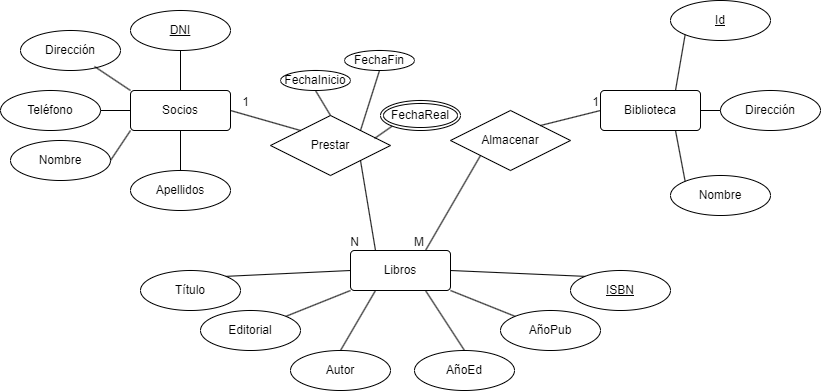 Id
DNI
Dirección
FechaFin
FechaInicio
1
1
Teléfono
Socios
Biblioteca
Dirección
FechaReal
Prestar
Almacenar
Nombre
Apellidos
Nombre
N
M
Libros
Título
ISBN
Editorial
AñoPub
Autor
AñoEd